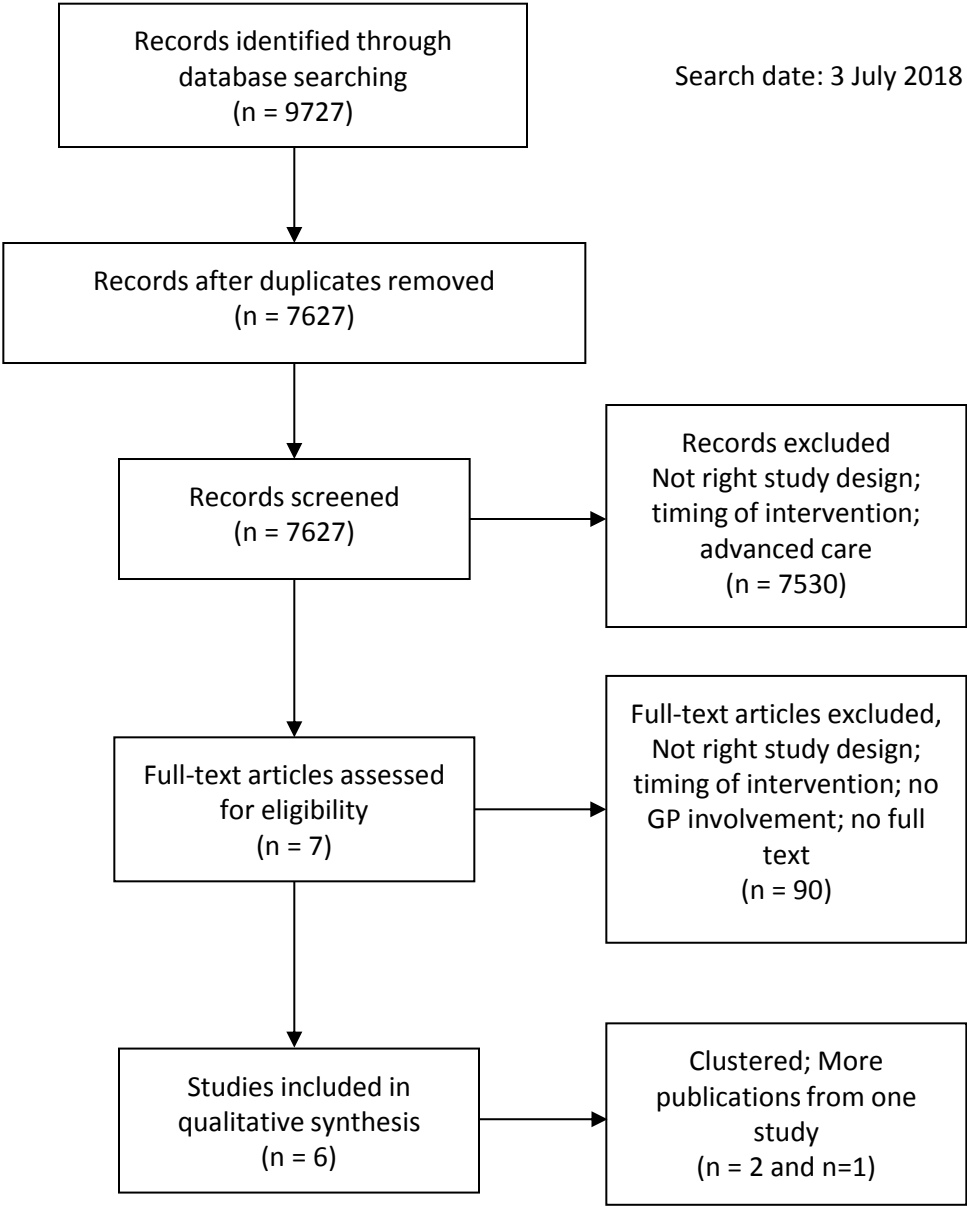 Records identified through
database searching
(n = 9727)
Search date: 3 July 2018
Records after duplicates removed
(n = 7627)
Records screened
(n = 7627)
Records excluded
Not right study design;
timing of intervention;
advanced care
(n = 7530)
Full-text articles assessed
for eligibility
(n = 7)
Full-text articles excluded,
Not right study design;
timing of intervention; no
GP involvement; no full
text
(n = 90)
Studies included in
qualitative synthesis
(n = 6)
Clustered; More
publications from one
study
(n = 2 and n=1)